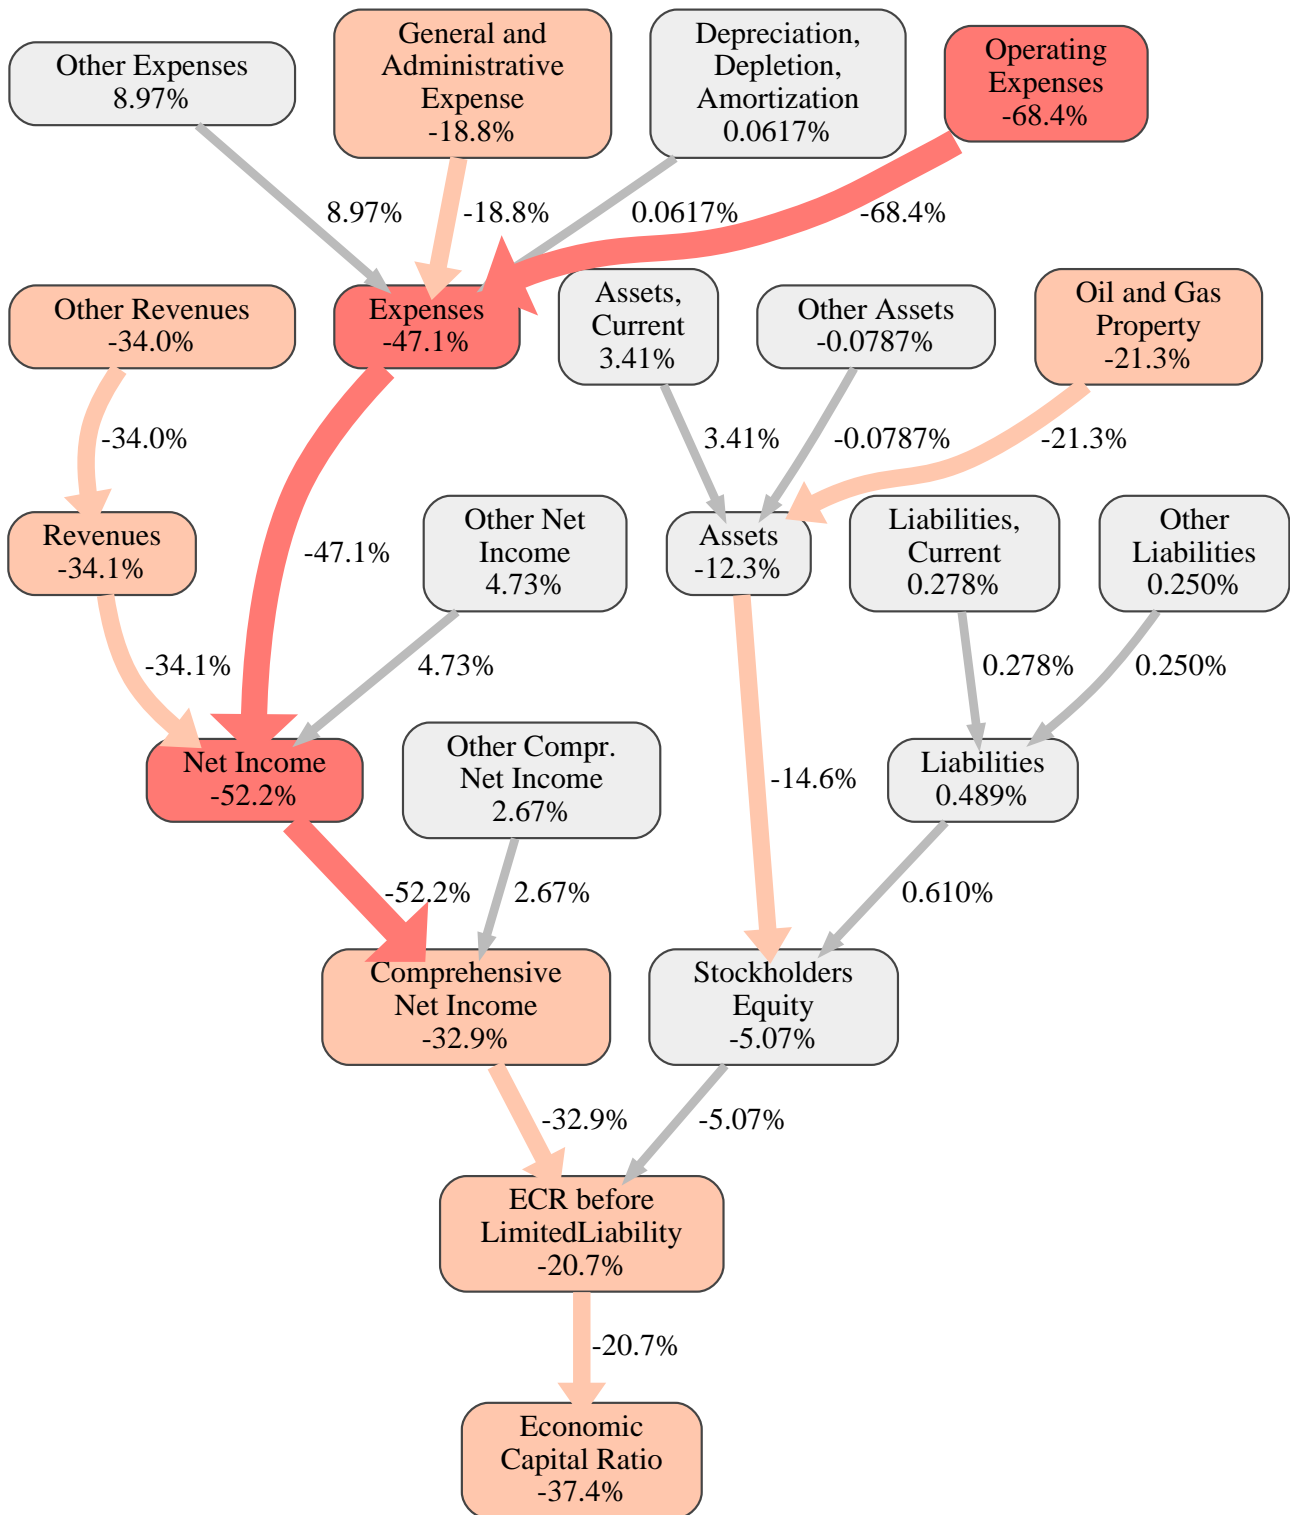 Other Expenses
8.97%
General and
Administrative
Expense
-18.8%
Depreciation,
Depletion,
Amortization
0.0617%
Operating
Expenses
-68.4%
8.97%
-18.8%
0.0617%
-68.4%
Other Revenues
-34.0%
Expenses
-47.1%
Assets,
Current
3.41%
Other Assets
-0.0787%
Oil and Gas
Property
-21.3%
-34.0%
3.41%
-0.0787%
-21.3%
Revenues
-34.1%
-47.1%
Other Net
Income
4.73%
Assets
-12.3%
Liabilities,
Current
0.278%
Other
Liabilities
0.250%
-34.1%
4.73%
0.278%
0.250%
Net Income
-52.2%
Other Compr.
Net Income
2.67%
-14.6%
Liabilities
0.489%
-52.2%
2.67%
0.610%
Comprehensive
Net Income
-32.9%
Stockholders
Equity
-5.07%
-32.9%
-5.07%
ECR before
LimitedLiability
-20.7%
-20.7%
Economic
Capital Ratio
-37.4%